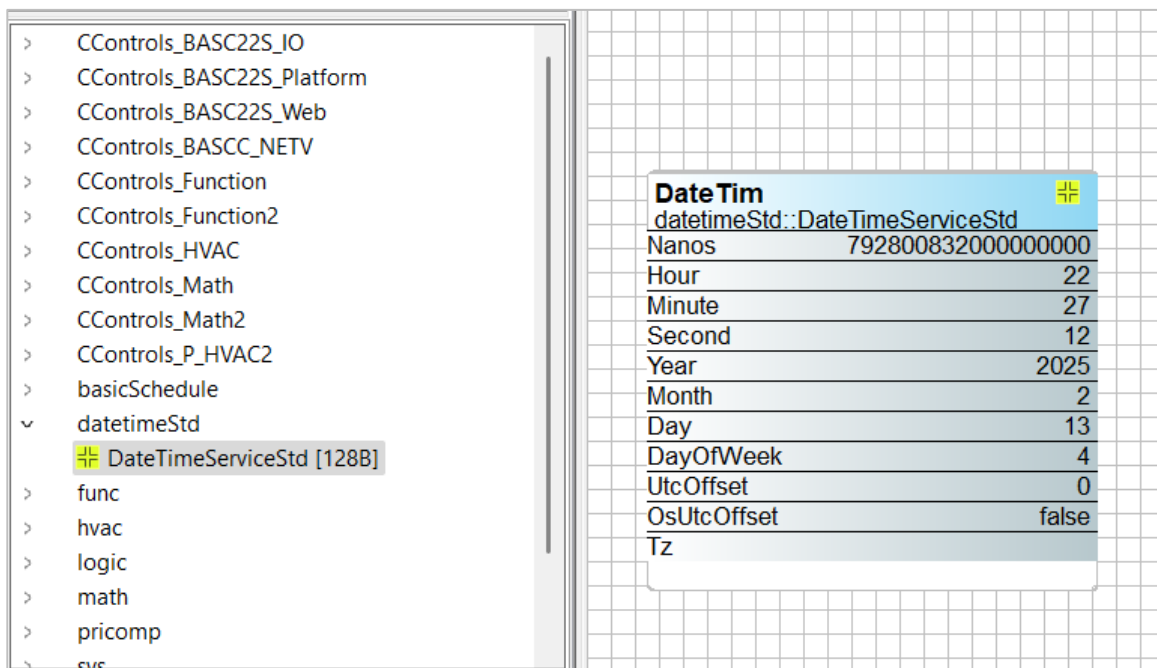 CControls_BASC22S_IO
CControls_BASC22S_Platform
CControls_BASC22S_Web
CControls_BASCC_NETV
CControls_Function
CControls_Function2
CControls_HVAC
CControls_Math
CControls_Math2
CControls_P_HVAC2
basicSchedule
datetimeStd
DateTimeServiceStd [128B]
func
hvac
logic
math
pricomp
sys
DateTim
datetimeStd::DateTimeServiceStd
Nanos 792800832000000000
Hour 22
Minute 27
Second 12
Year 2025
Month 2
Day 13
DayOfWeek 4
UtcOffset 0
OsUtcOffset false
Tz